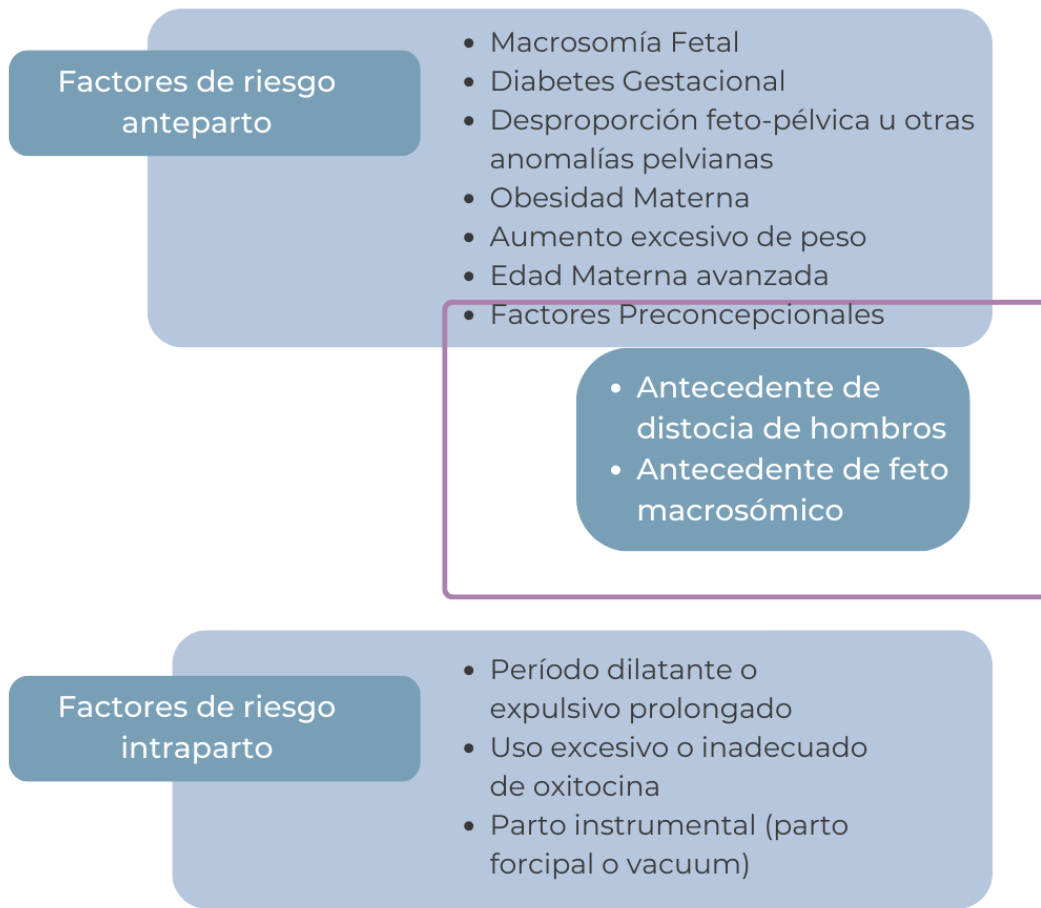 Factores de riesgo
anteparto
• Macrosomía Fetal
• Diabetes Gestacional
• Desproporción feto-pélvica u otras
anomalías pelvianas
• Obesidad Materna
• Aumento excesivo de peso
• Edad Materna avanzada
• Factores Preconcepcionales
• Antecedente de
distocia de hombros
• Antecedente de feto
macrosómico
Factores de riesgo
intraparto
• Período dilatante o
expulsivo prolongado
• Uso excesivo o inadecuado
de oxitocina
• Parto instrumental (parto
forcipal o vacuum)